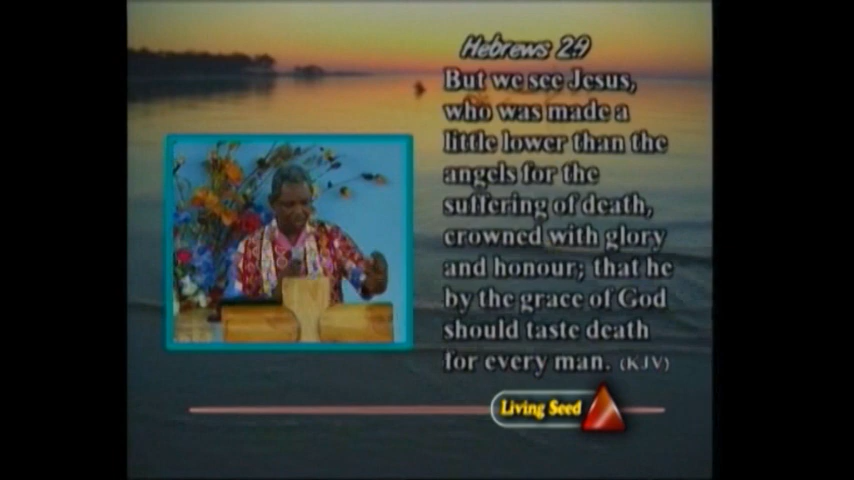 Hebrews 2:9
But we see Jesus,
who was made a
little lower than the
angels for the
suffering of death,
crowned with glory
and honour; that he
by the grace of God
should taste death
for every man. (KJV)
Living Seed